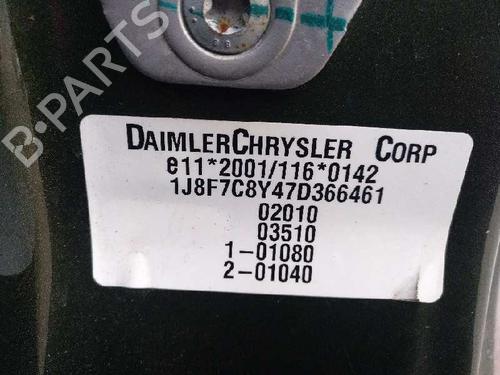 B-PARTS
DAIMLERCHRYSLER CORP
e11*2001/116*0142
1J8F7C8Y47D366461
02010
03510
1-01080
2-01040